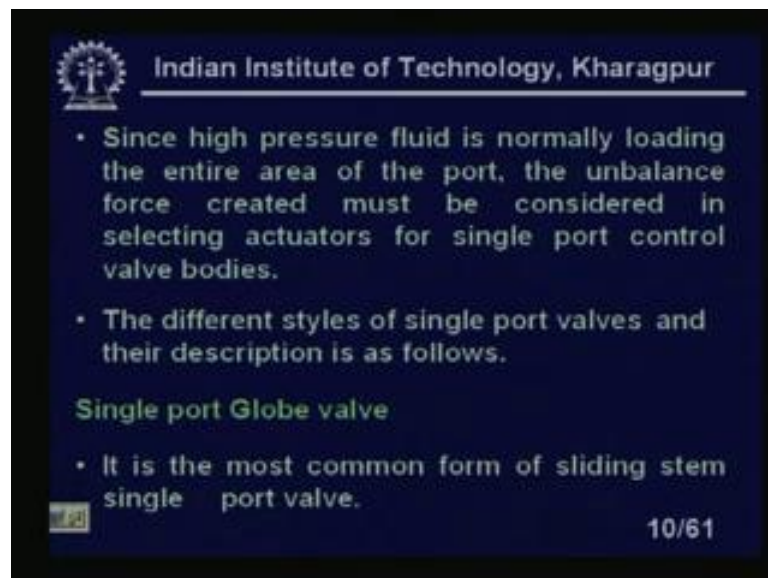 Indian Institute of Technology, Kharagpur
• Since high pressure fluid is normally loading
the entire area of the port, the unbalance
force created must be considered in
selecting actuators for single port control
valve bodies.
• The different styles of single port valves and
their description is as follows.
Single port Globe valve
• It is the most common form of sliding stem
single port valve.
10/61